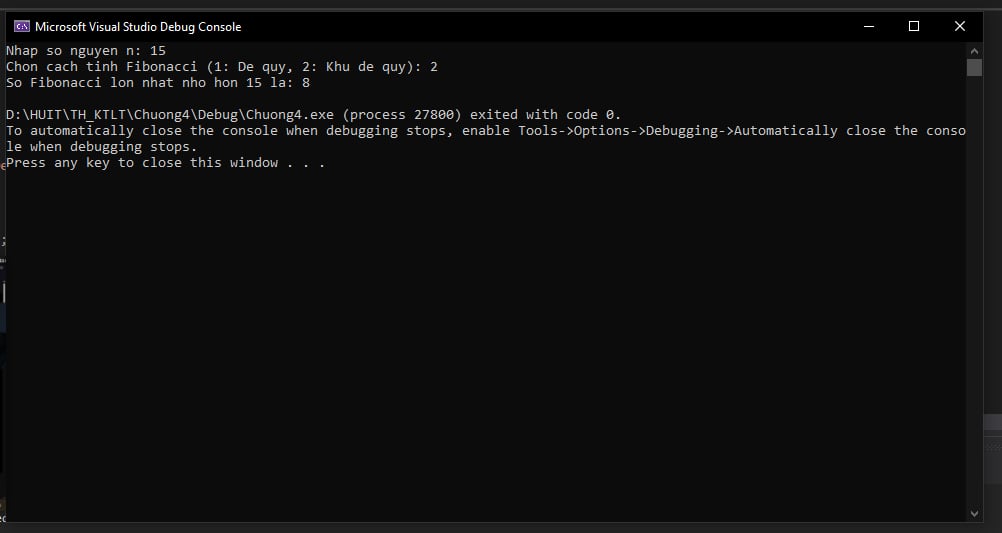 Microsoft Visual Studio Debug Console
Nhap so nguyen n: 15
Chon cach tinh Fibonacci (1: De quy, 2: Khu de quy): 2
So Fibonacci lon nhat nho hon 15 la: 8
D:\HUIT\TH_KTLT\Chuong4\Debug\Chuong4.exe (process 27800) exited with code 0.
To automatically close the console when debugging stops, enable Tools->Options->Debugging->Automatically close the conso
le when debugging stops.
Press any key to close this window . . .